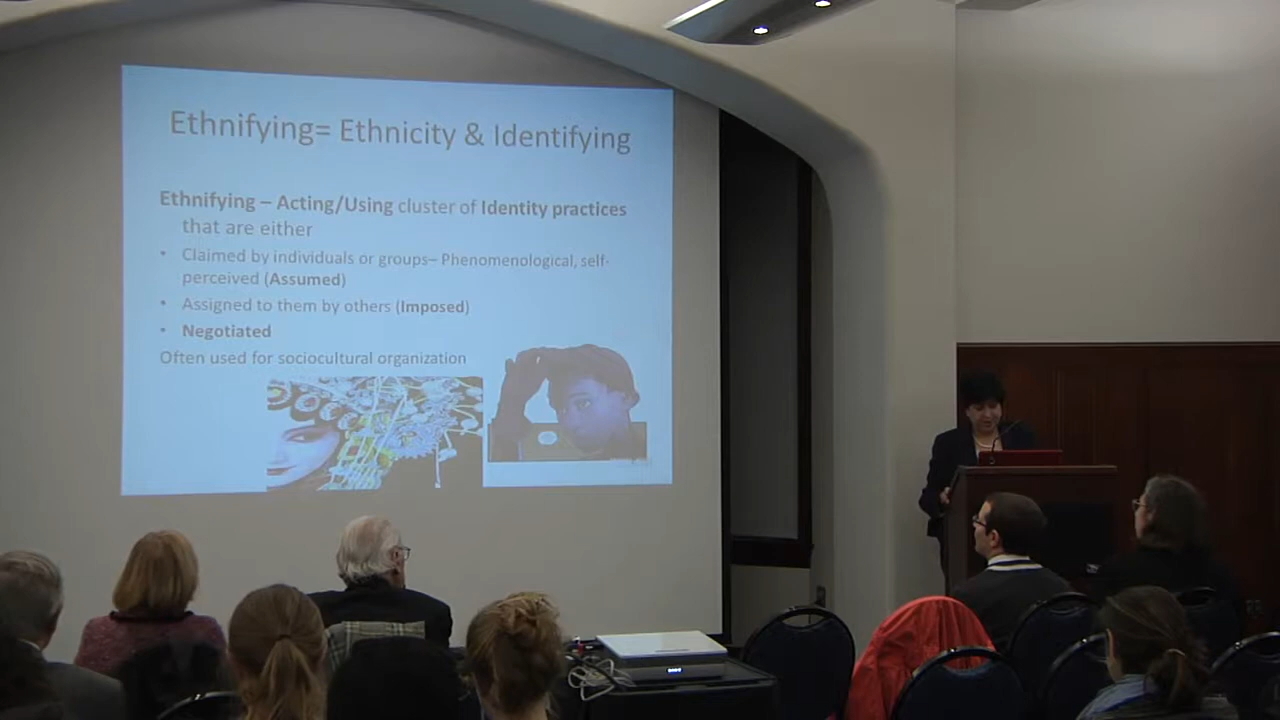 Ethnifying= Ethnicity & Identifying
Ethnifying – Acting/Using cluster of Identity practices
that are either
• Claimed by individuals or groups– Phenomenological, self-
perceived (Assumed)
• Assigned to them by others (Imposed)
• Negotiated
Often used for sociocultural organization